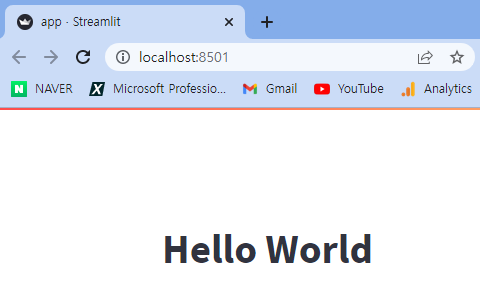 app · Streamlit
localhost:8501
NAVER Microsoft Professio... Gmail YouTube Analytics
Hello World